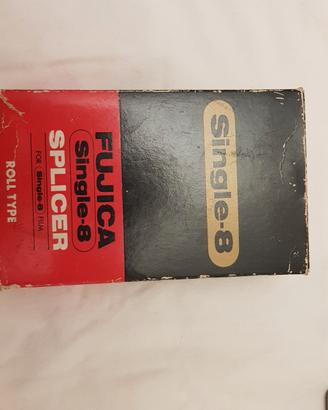 Single-8
FUJICA
Single-8
SPLICER
FOR Single-8 FILM
ROLL TYPE